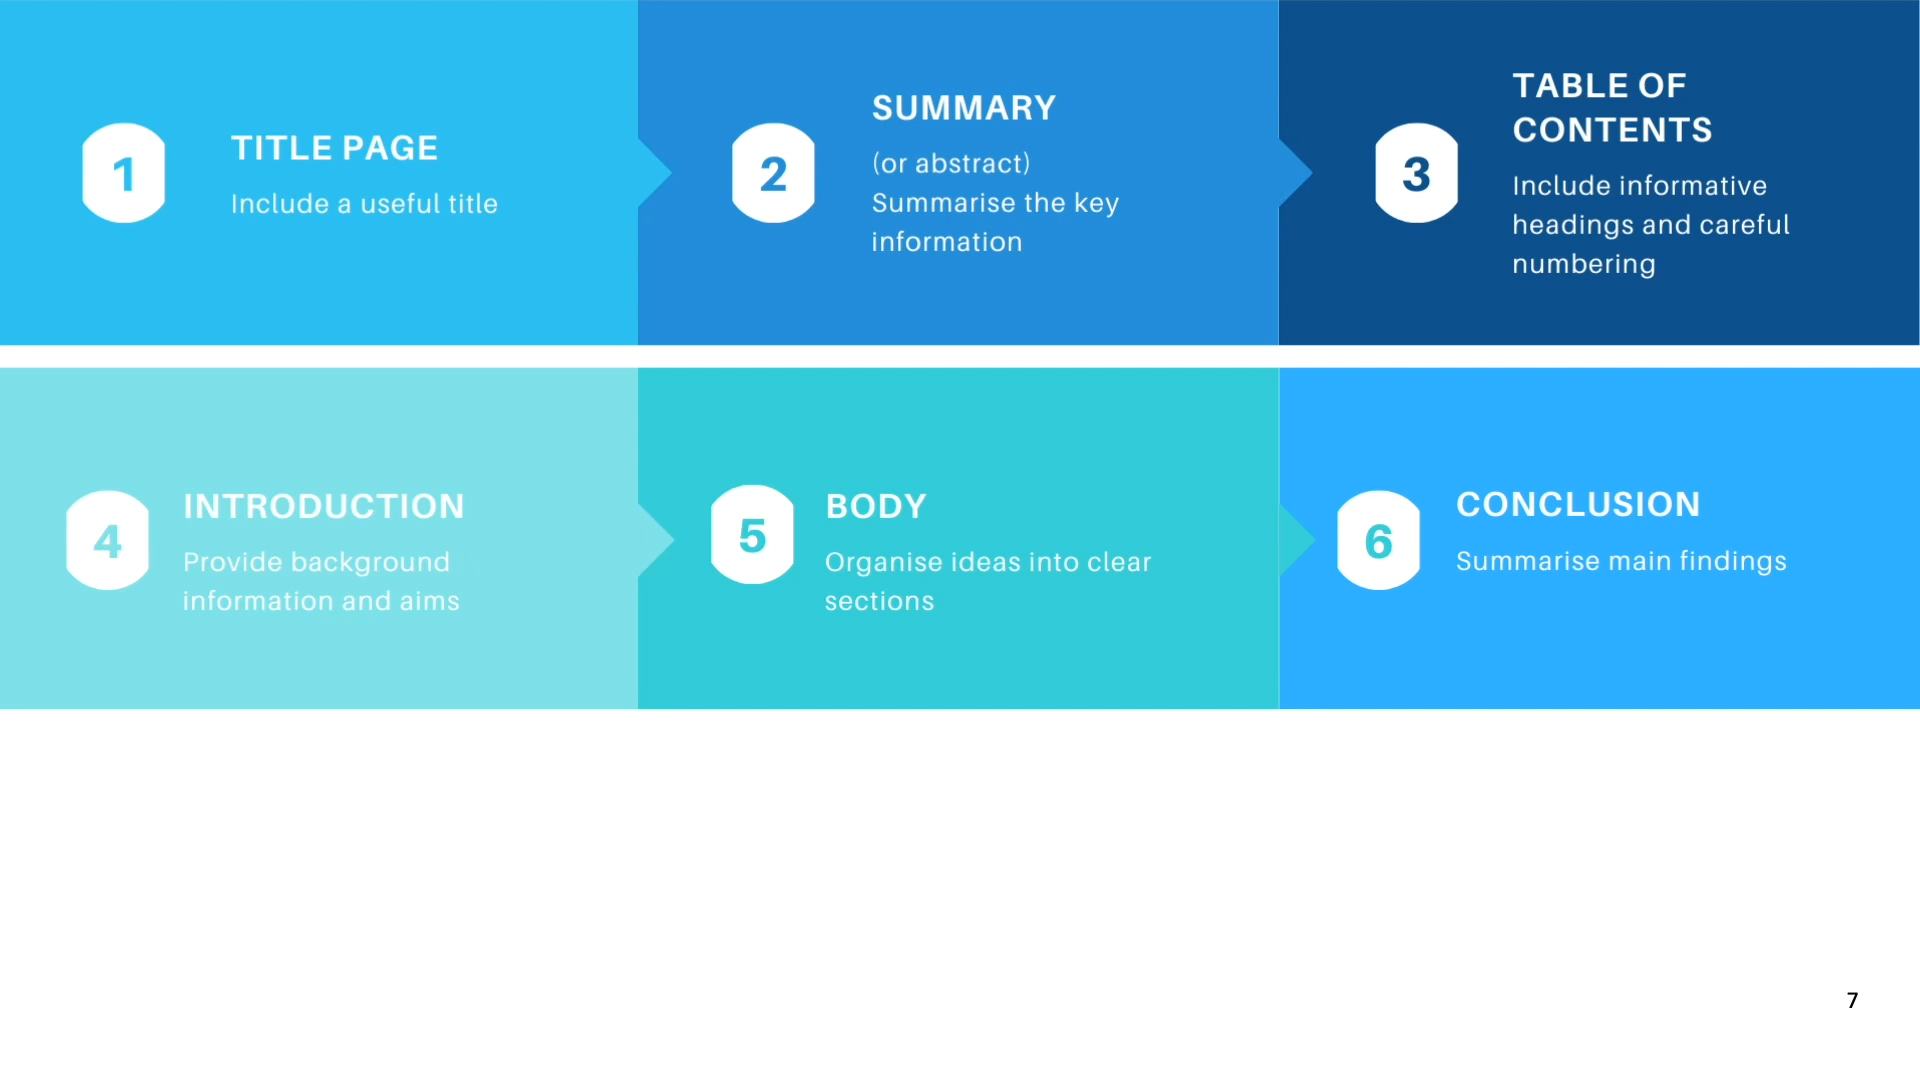 1
TITLE PAGE
Include a useful title
2
SUMMARY
(or abstract)
Summarise the key
information
3
TABLE OF
CONTENTS
Include informative
headings and careful
numbering
4
INTRODUCTION
Provide background
information and aims
5
BODY
Organise ideas into clear
sections
6
CONCLUSION
Summarise main findings
7